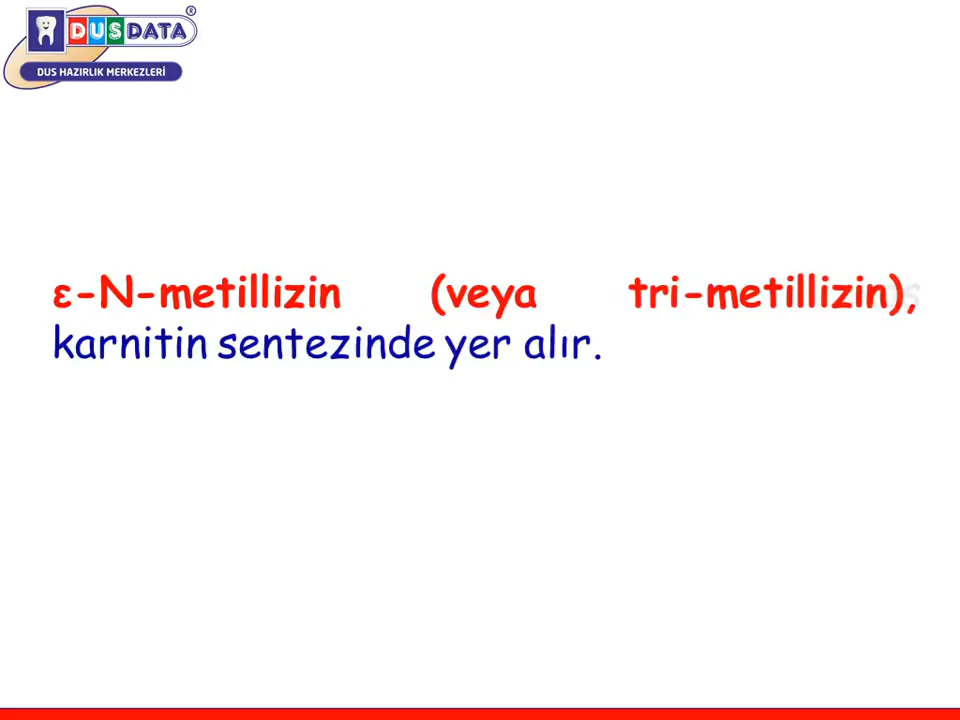 DUSDATA®
DUS HAZIRLIK MERKEZLERİ
ε-N-metillizin (veya tri-metillizin),
karnitin sentezinde yer alır.